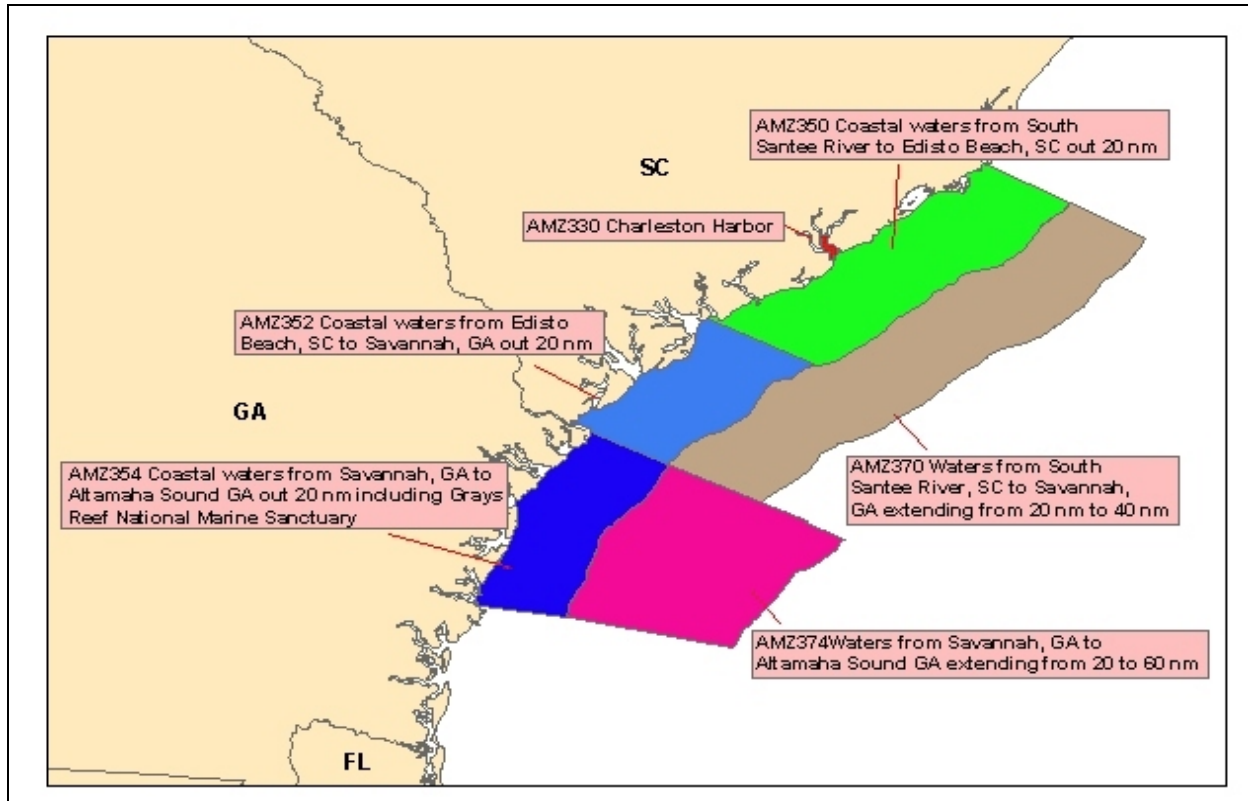 AMZ350 Coastal waters from South
Santee River to Edisto Beach, SC out 20 nm
SC
AMZ330 Charleston Harbor
AMZ352 Coastal waters from Edisto
Beach, SC to Savannah, GA out 20 nm
GA
AMZ354 Coastal waters from Savannah, GA to
Altamaha Sound GA out 20 nm including Grays
Reef National Marine Sanctuary
AMZ370 Waters from South
Santee River, SC to Savannah,
GA extending from 20 nm to 40 nm
AMZ374Waters from Savannah, GA to
Altamaha Sound GA extending from 20 to 60 nm
FL